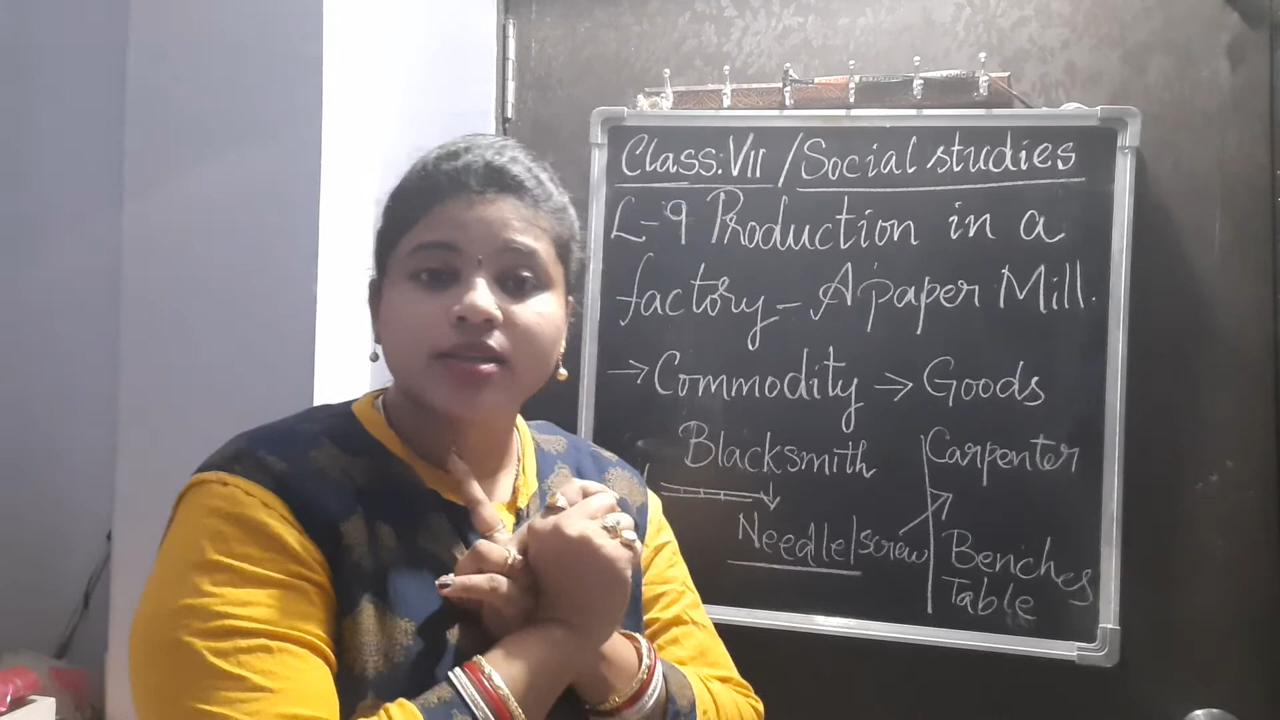 Class: VII / Social studies
L-9 Production in a
factory - A paper Mill.
→ Commodity → Goods
Blacksmith | Carpenter
Needle | screw
Benches
Table